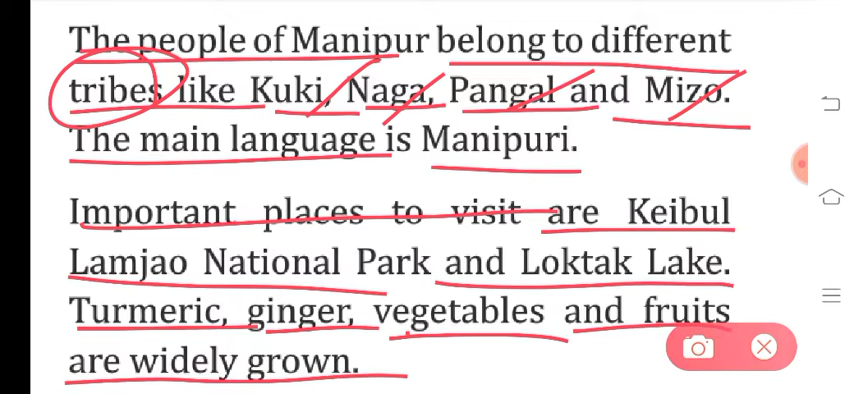 The people of Manipur belong to different
tribes like Kuki, Naga, Pangal and Mizo.
The main language is Manipuri.
Important places to visit are Keibul
Lamjao National Park and Loktak Lake.
Turmeric, ginger, vegetables and fruits
are widely grown.